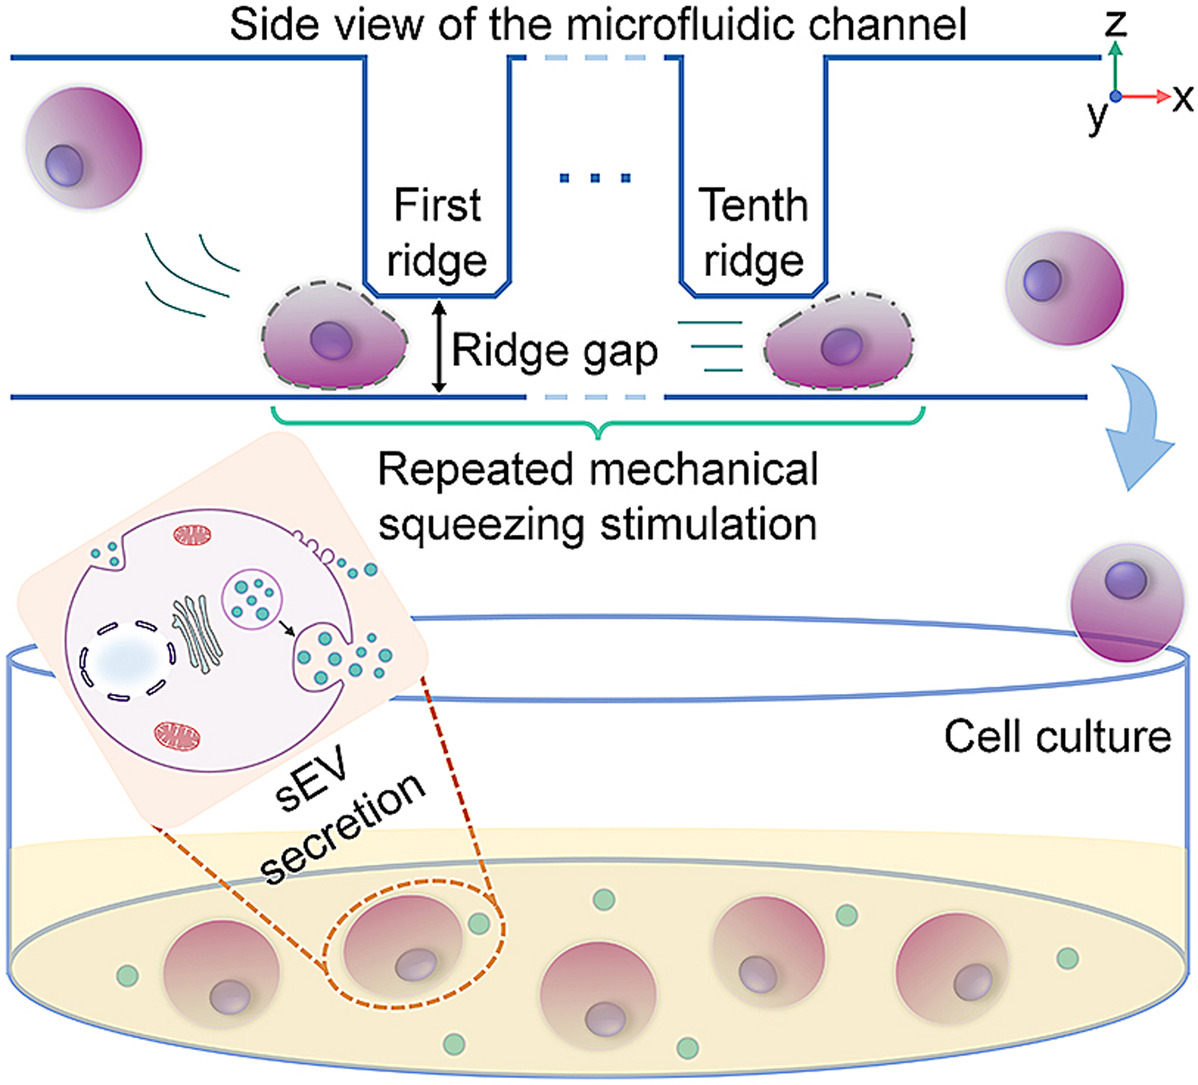 Side view of the microfluidic channel
z
x
y
First
ridge
...
Tenth
ridge
Ridge gap
Repeated mechanical
squeezing stimulation
sEV
secretion
Cell culture